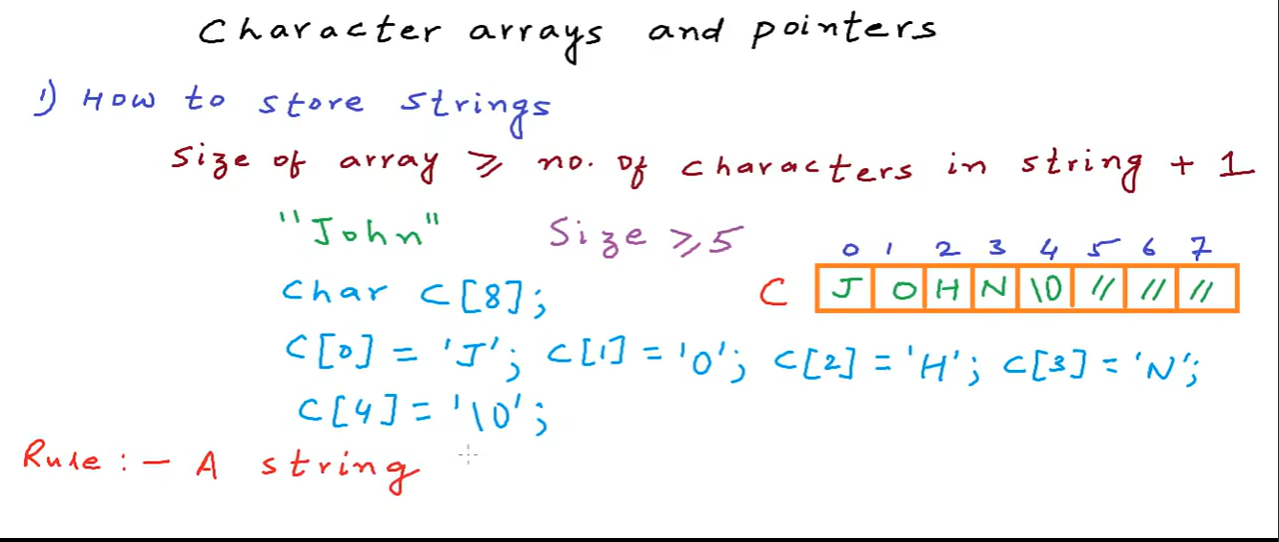 Character arrays and pointers
1) How to store strings
Size of array ≥ no. of characters in string + 1
"John" Size ≥ 5
0 1 2 3 4 5 6 7
char C[8]; C J O H N \0 // // //
C[0] = 'J'; C[1] = 'O'; C[2] = 'H'; C[3] = 'N';
C[4] = '\0';
Rule :- A string